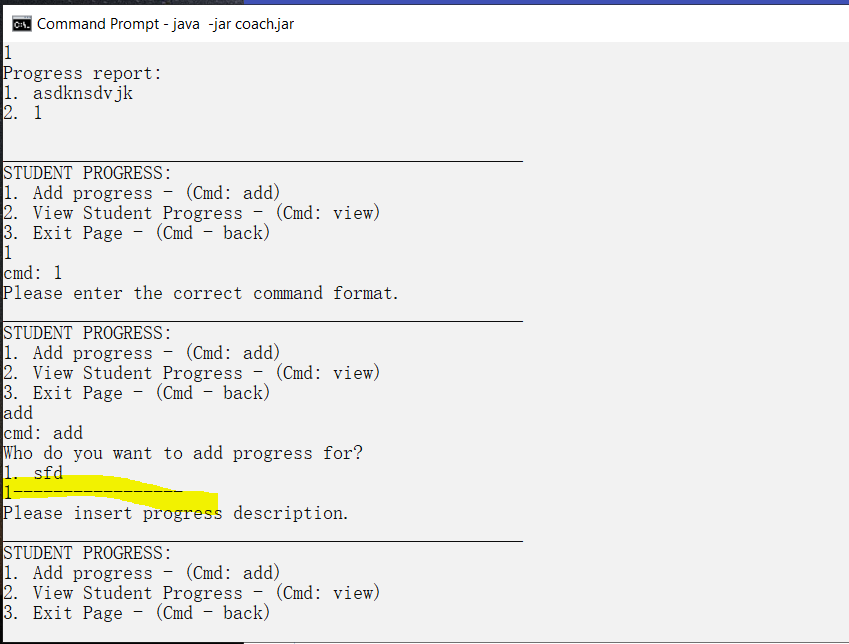 Command Prompt - java -jar coach.jar
1
Progress report:
1. asdknsdvjk
2. l
STUDENT PROGRESS:
1. Add progress - (Cmd: add)
2. View Student Progress - (Cmd: view)
3. Exit Page - (Cmd - back)
1
cmd: 1
Please enter the correct command format.
STUDENT PROGRESS:
1. Add progress - (Cmd: add)
2. View Student Progress - (Cmd: view)
3. Exit Page - (Cmd - back)
add
cmd: add
Who do you want to add progress for?
1. sfd
1-----------------
Please insert progress description.
STUDENT PROGRESS:
1. Add progress - (Cmd: add)
2. View Student Progress - (Cmd: view)
3. Exit Page - (Cmd - back)